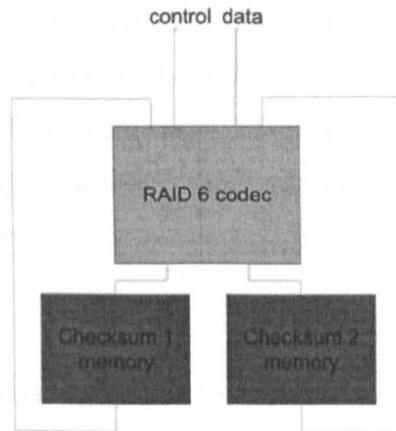 control data
RAID 6 codec
Checksum 1
memory
Checksum 2
memory